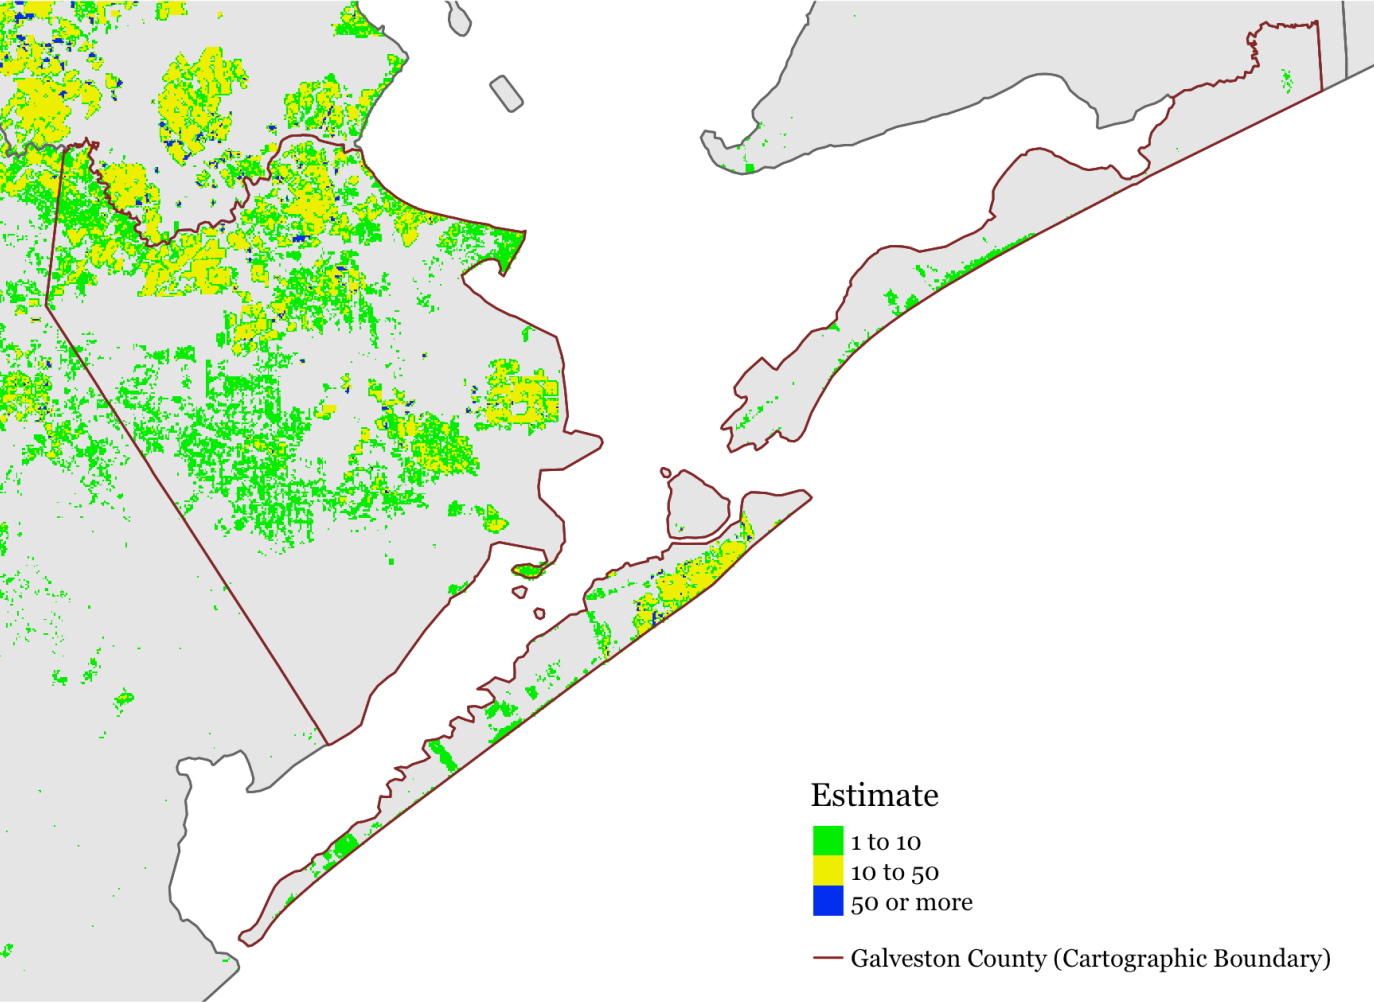 Estimate
1 to 10
10 to 50
50 or more
Galveston County (Cartographic Boundary)